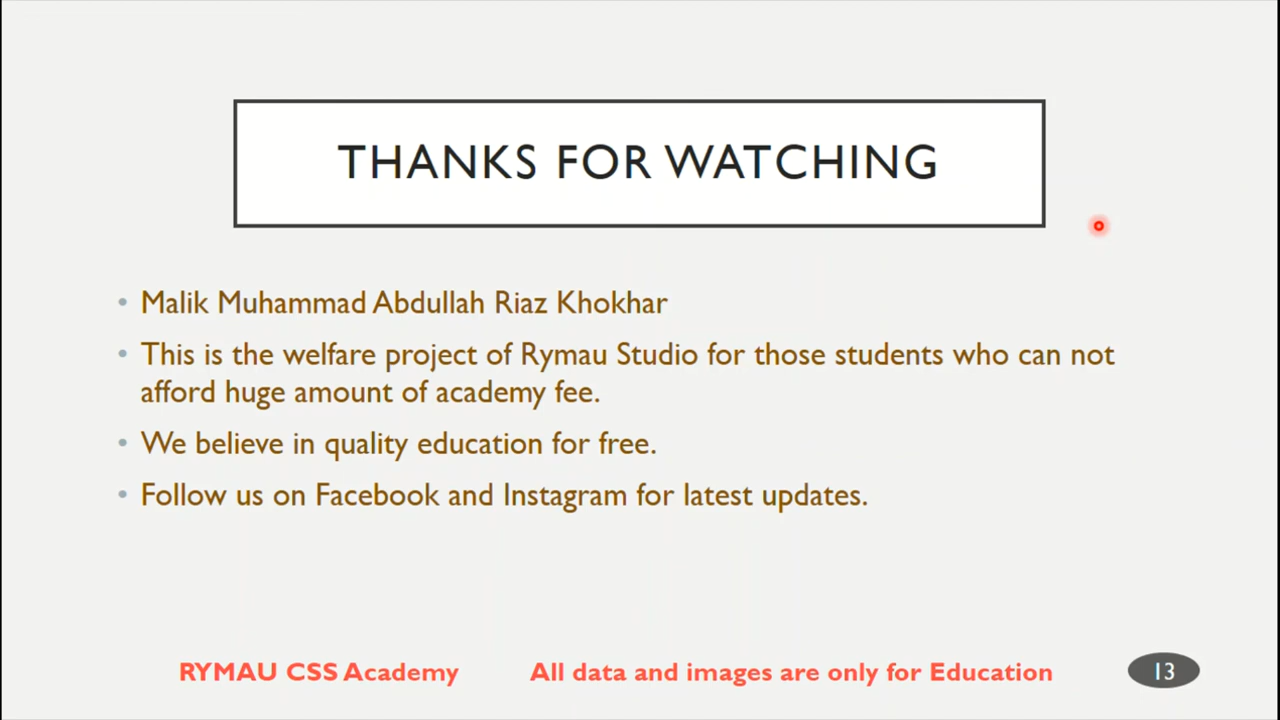 THANKS FOR WATCHING
• Malik Muhammad Abdullah Riaz Khokhar
• This is the welfare project of Rymau Studio for those students who can not
afford huge amount of academy fee.
• We believe in quality education for free.
• Follow us on Facebook and Instagram for latest updates.
RYMAU CSS Academy
All data and images are only for Education
13